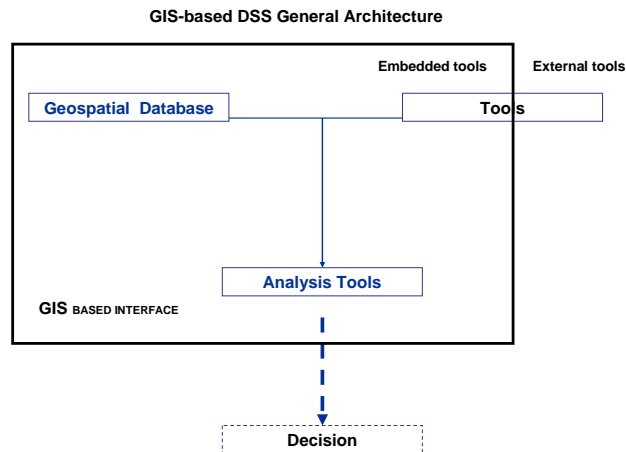 GIS-based DSS General Architecture
Embedded tools External tools
Geospatial Database Tools
Analysis Tools
GIS BASED INTERFACE
Decision